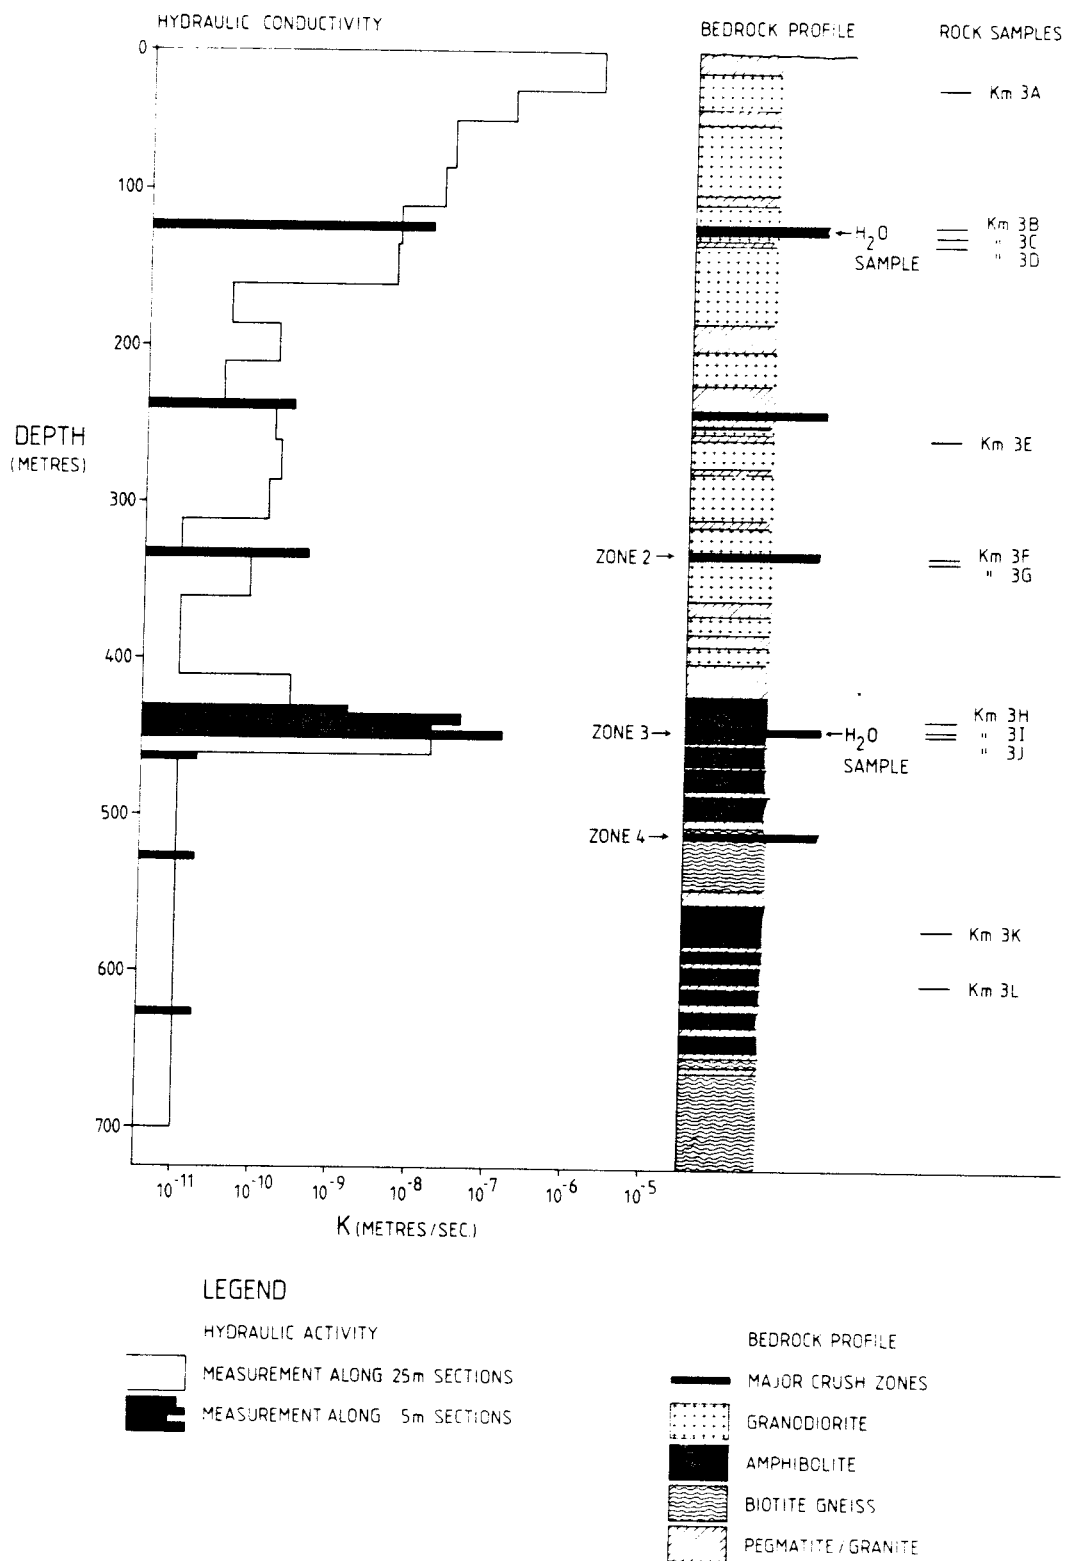 HYDRAULIC CONDUCTIVITY
BEDROCK PROFILE
ROCK SAMPLES
0
100
200
300
400
500
600
700
DEPTH
(METRES)
10-11
10-10
10-9
10-8
10-7
10-6
10-5
K (METRES/SEC.)
ZONE 2 →
ZONE 3 →
ZONE 4 →
← H2O
SAMPLE
← H2O
SAMPLE
Km 3A
Km 3B
" 3C
" 3D
Km 3E
Km 3F
" 3G
Km 3H
" 3I
" 3J
Km 3K
Km 3L
LEGEND
HYDRAULIC ACTIVITY
MEASUREMENT ALONG 25m SECTIONS
MEASUREMENT ALONG 5m SECTIONS
BEDROCK PROFILE
MAJOR CRUSH ZONES
GRANODIORITE
AMPHIBOLITE
BIOTITE GNEISS
PEGMATITE / GRANITE